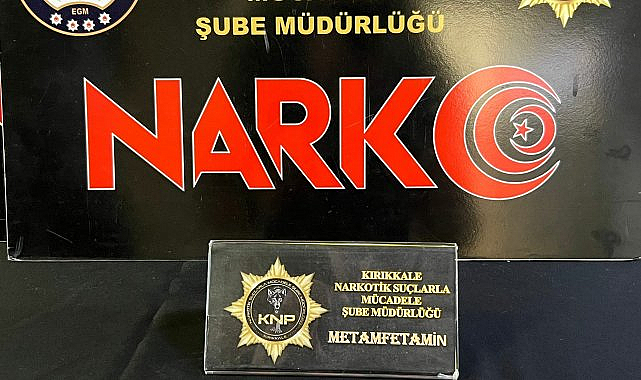 EGM
ŞUBE MÜDÜRLÜĞÜ
NARKO
KIRIKKALE
NARKOTİK SUÇLARLA
MÜCADELE
ŞUBE MÜDÜRLÜĞÜ
KNP
METAMFETAMİN